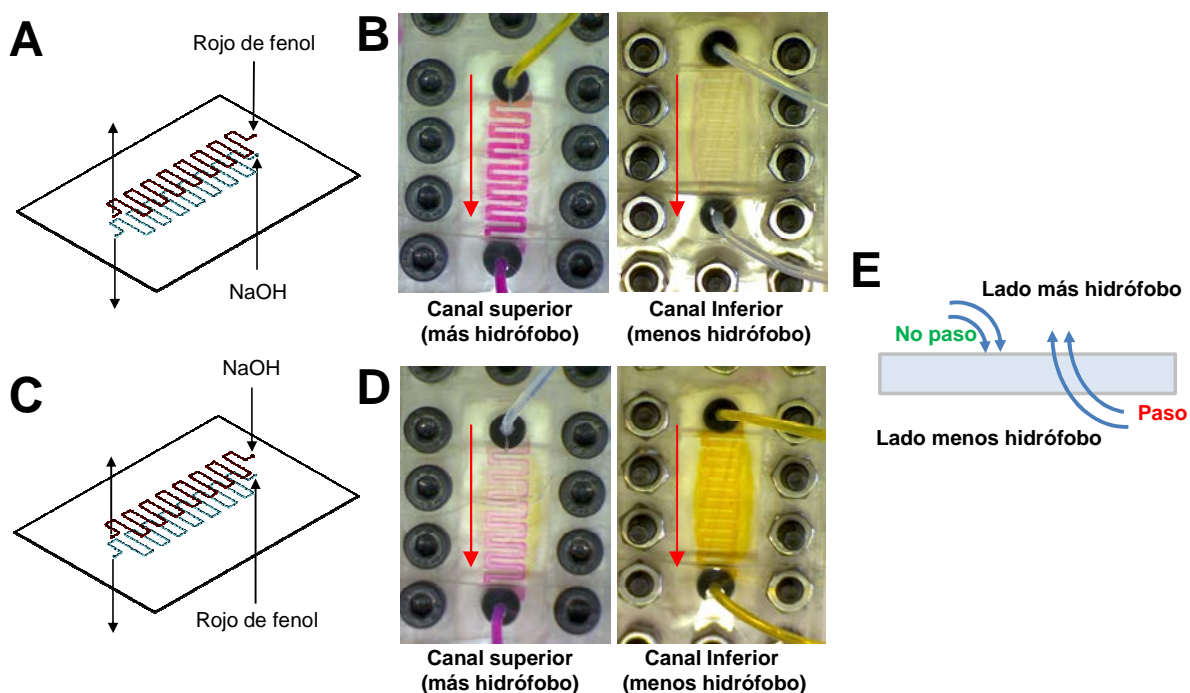 A
Rojo de fenol
NaOH
B
Canal superior
(más hidrófobo)
Canal Inferior
(menos hidrófobo)
C
NaOH
Rojo de fenol
D
Canal superior
(más hidrófobo)
Canal Inferior
(menos hidrófobo)
E
Lado más hidrófobo
No paso
Paso
Lado menos hidrófobo